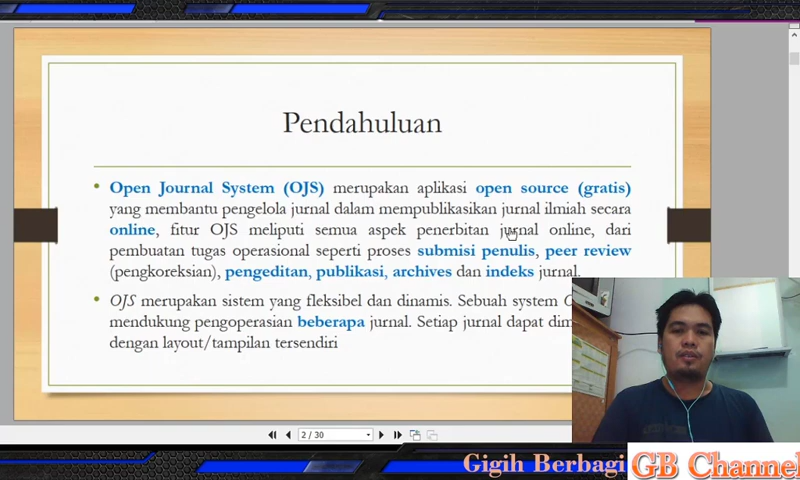 Pendahuluan
• Open Journal System (OJS) merupakan aplikasi open source (gratis)
yang membantu pengelola jurnal dalam mempublikasikan jurnal ilmiah secara
online, fitur OJS meliputi semua aspek penerbitan jurnal online, dari
pembuatan tugas operasional seperti proses submisi penulis, peer review
(pengkoreksian), pengeditan, publikasi, archives dan indeks jurnal.
• OJS merupakan sistem yang fleksibel dan dinamis. Sebuah system
mendukung pengoperasian beberapa jurnal. Setiap jurnal dapat
dengan layout/tampilan tersendiri
2 / 30
Gigih Berbagi GB Channel